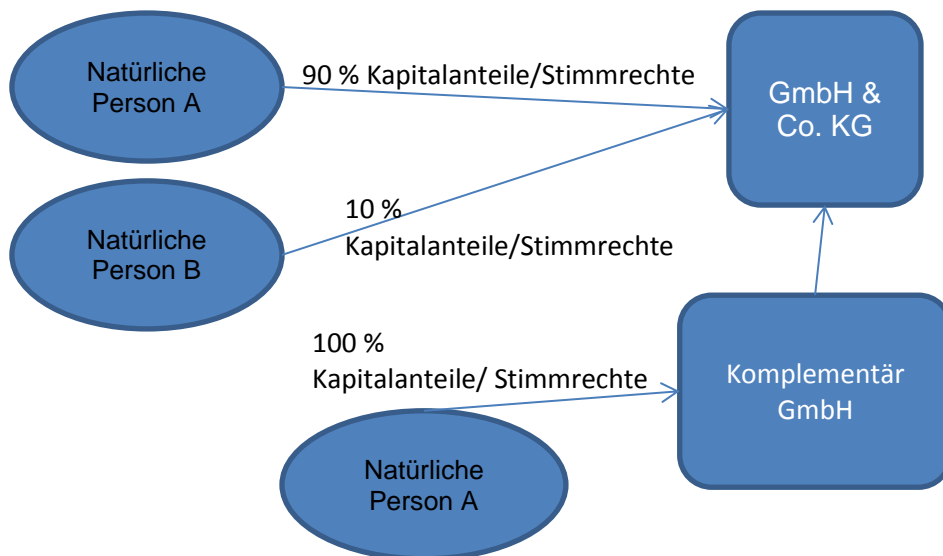 Natürliche
Person A
90 % Kapitalanteile/Stimmrechte
GmbH &
Co. KG
Natürliche
Person B
10 %
Kapitalanteile/Stimmrechte
100 %
Kapitalanteile/ Stimmrechte
Komplementär
GmbH
Natürliche
Person A